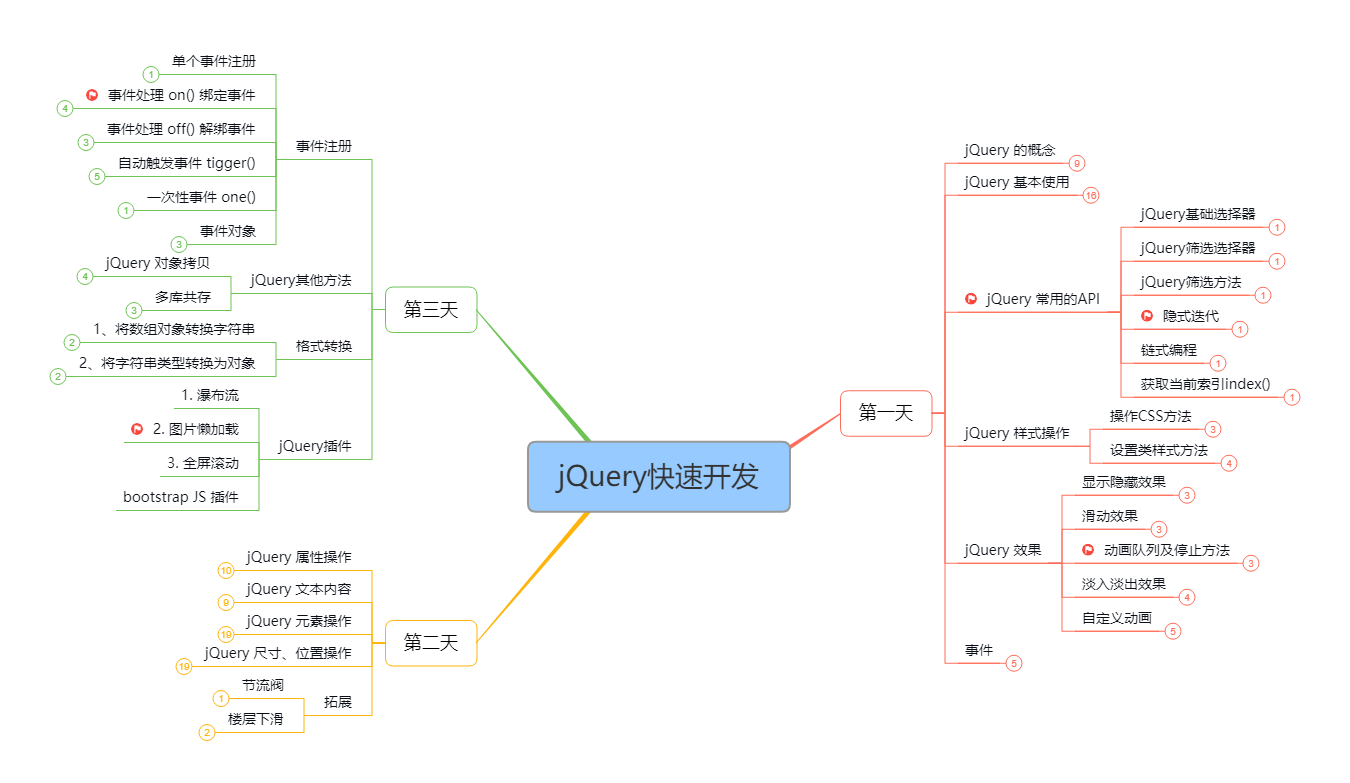 jQuery快速开发
第一天
jQuery 的概念
9
jQuery 基本使用
16
jQuery 常用的API
jQuery基础选择器
1
jQuery筛选选择器
1
jQuery筛选方法
1
隐式迭代
1
链式编程
1
获取当前索引index()
1
jQuery 样式操作
操作CSS方法
3
设置类样式方法
4
jQuery 效果
显示隐藏效果
3
滑动效果
3
动画队列及停止方法
3
淡入淡出效果
4
自定义动画
5
事件
5
第二天
jQuery 属性操作
10
jQuery 文本内容
9
jQuery 元素操作
19
jQuery 尺寸、位置操作
19
拓展
节流阀
1
楼层下滑
2
第三天
事件注册
单个事件注册
1
事件处理 on() 绑定事件
4
事件处理 off() 解绑事件
3
自动触发事件 tigger()
5
一次性事件 one()
1
事件对象
3
jQuery其他方法
jQuery 对象拷贝
4
多库共存
3
格式转换
1、将数组对象转换字符串
2
2、将字符串类型转换为对象
2
jQuery插件
1. 瀑布流
2. 图片懒加载
3. 全屏滚动
bootstrap JS 插件